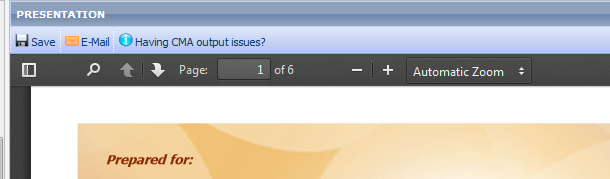 PRESENTATION
Save E-Mail Having CMA output issues?
Page: 1 of 6 Automatic Zoom
Prepared for: